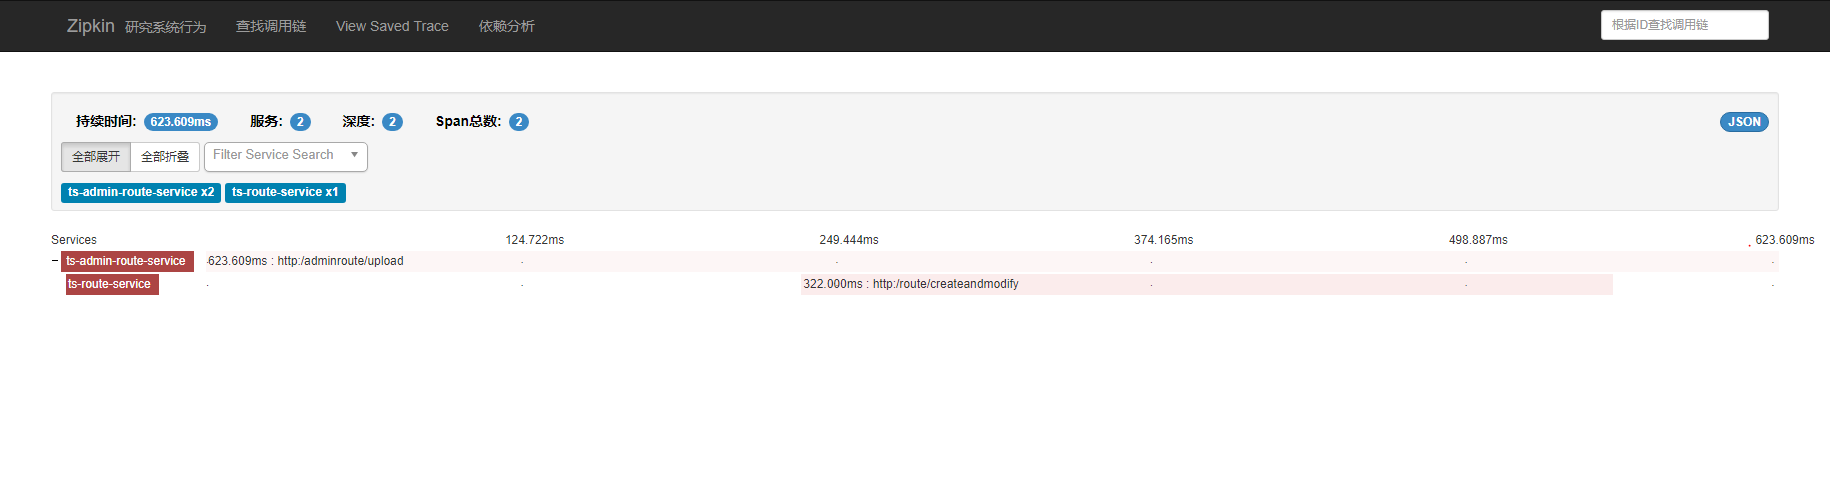 Zipkin 研究系统行为 查找调用链 View Saved Trace 依赖分析 根据ID查找调用链
持续时间: 623.609ms 服务: 2 深度: 2 Span总数: 2 JSON
全部展开 全部折叠 Filter Service Search
ts-admin-route-service x2 ts-route-service x1
Services 124.722ms 249.444ms 374.165ms 498.887ms 623.609ms
ts-admin-route-service 623.609ms : http:/adminroute/upload
ts-route-service 322.000ms : http:/route/createandmodify